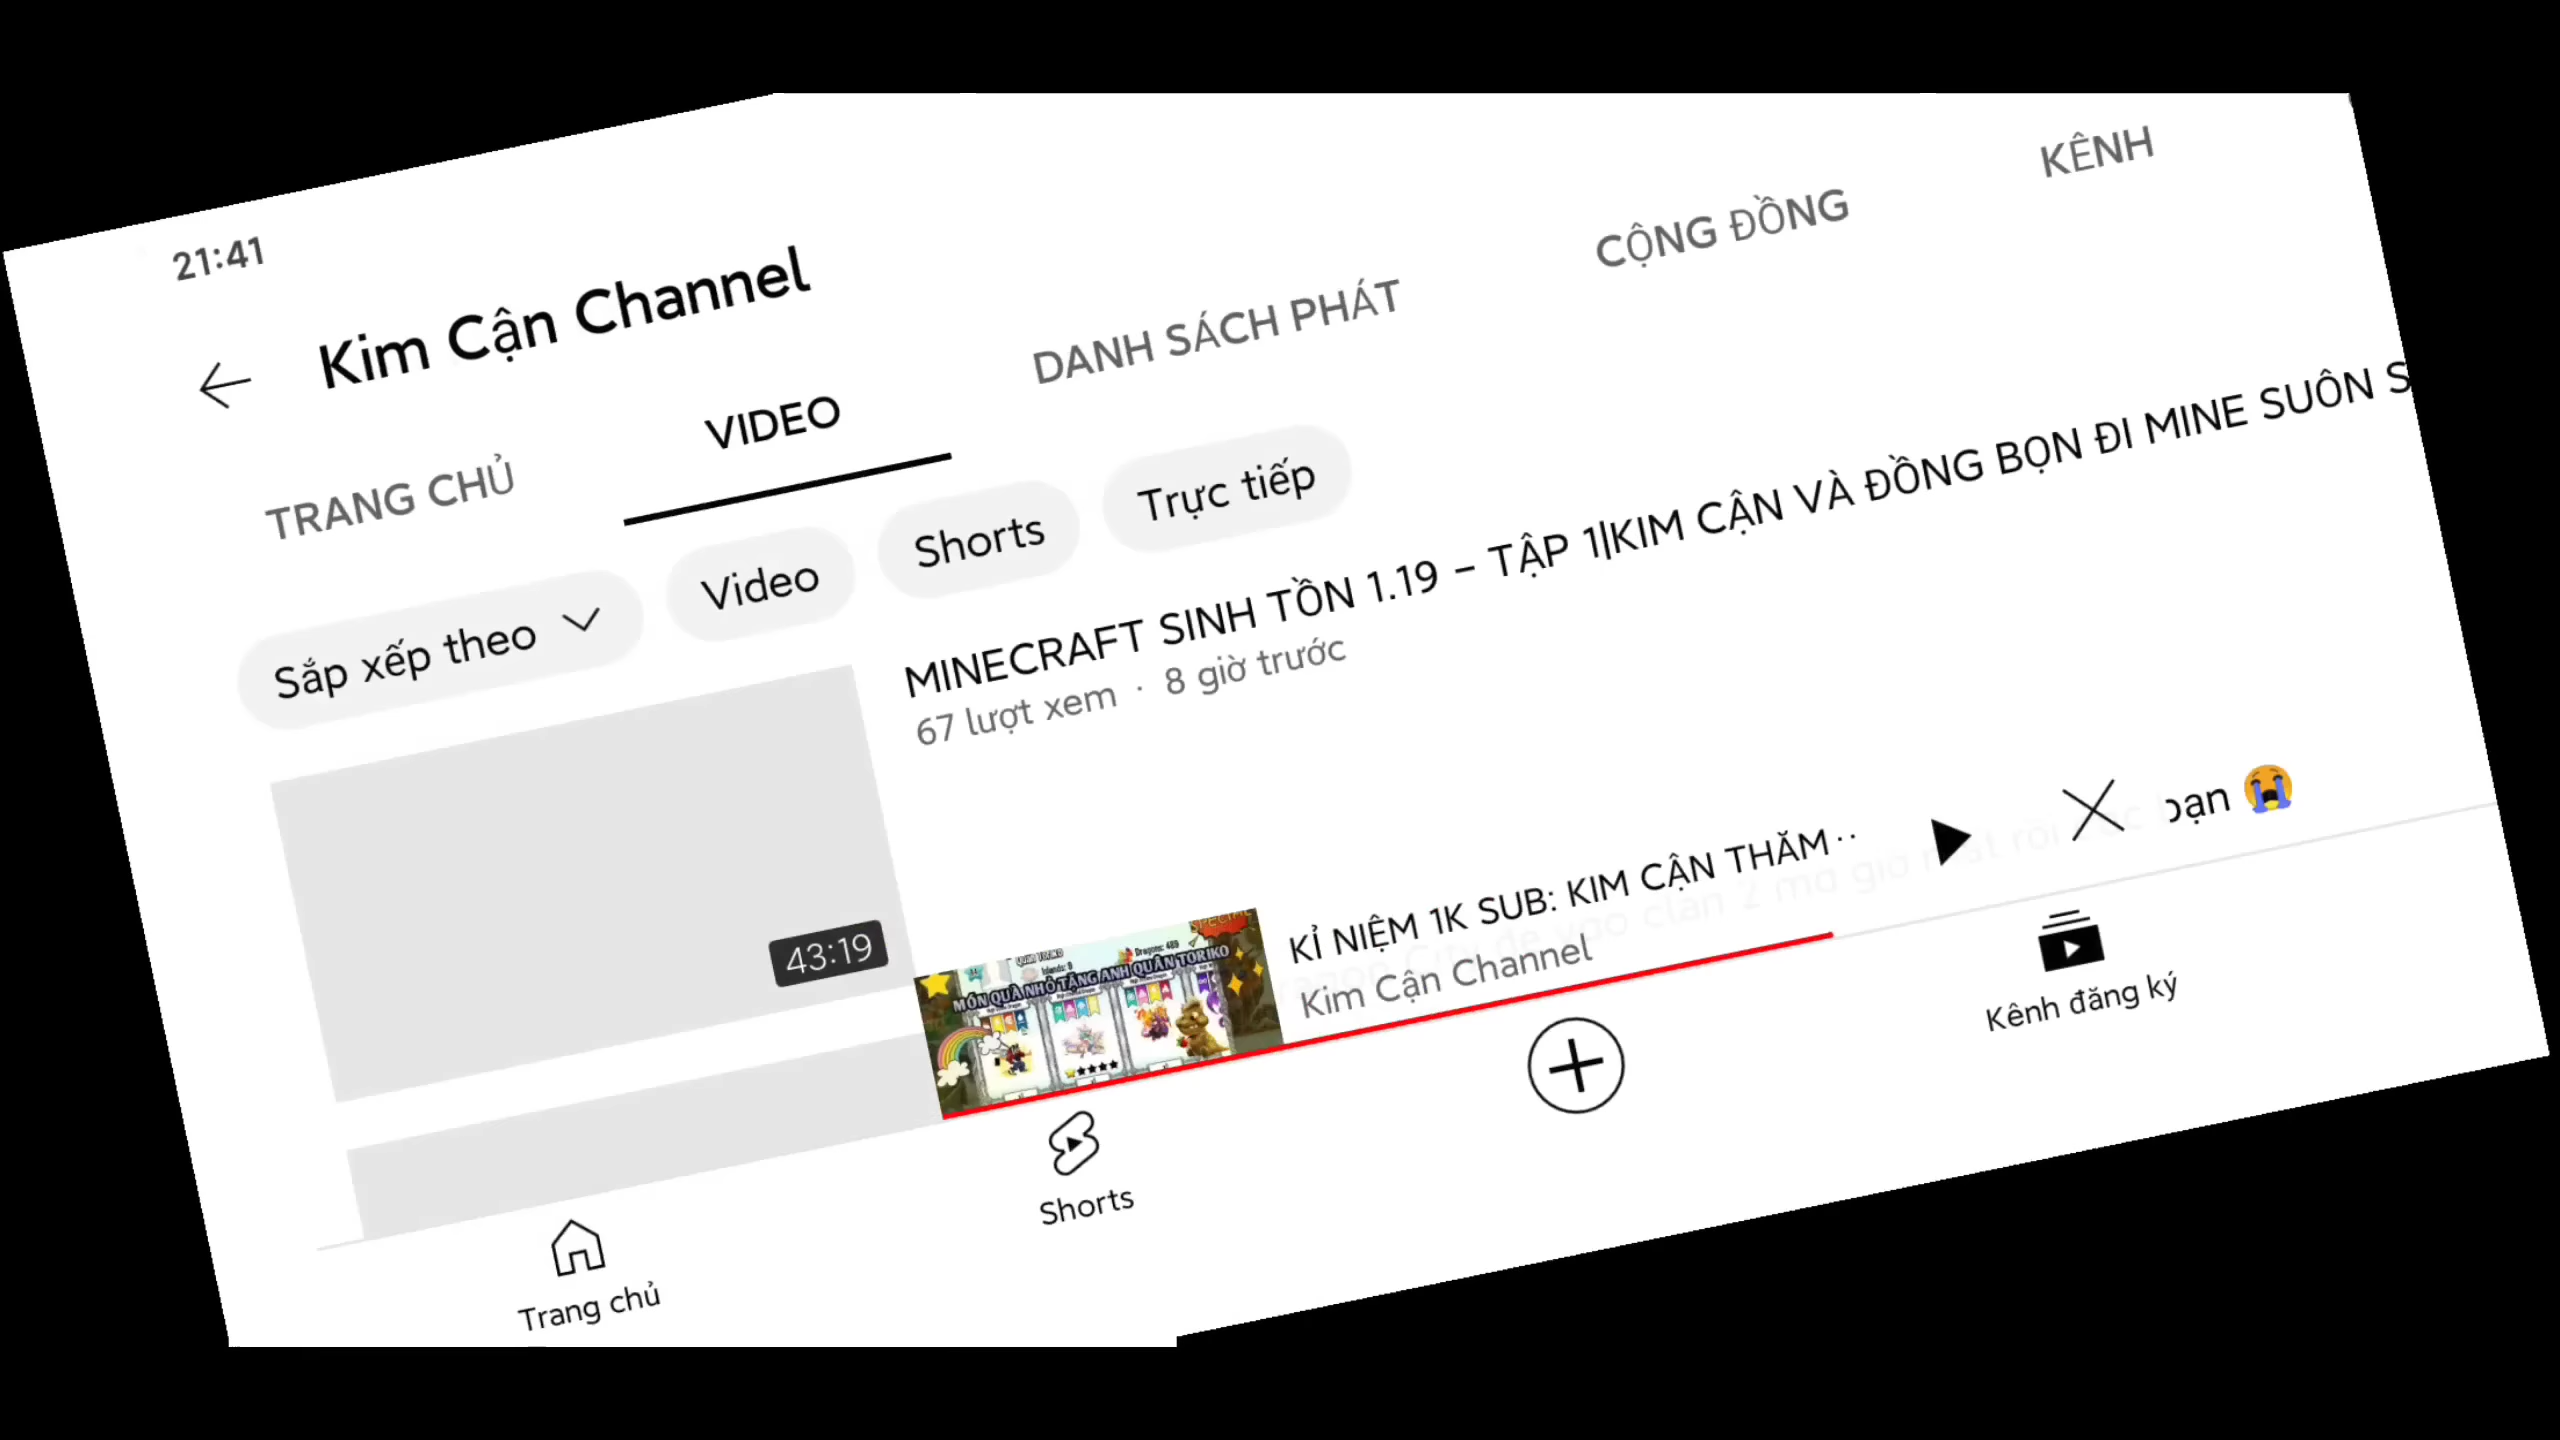 21:41
Kim Cận Channel
TRANG CHỦ
VIDEO
DANH SÁCH PHÁT
CỘNG ĐỒNG
KÊNH
Sắp xếp theo
Video
Shorts
Trực tiếp
MINECRAFT SINH TỒN 1.19 – TẬP 1|KIM CẬN VÀ ĐỒNG BỌN ĐI MINE SUÔN S
67 lượt xem · 8 giờ trước
43:19
bạn 😭
MÓN QUÀ NHỎ TẶNG ANH QUÂN TORIKO
KỈ NIỆM 1K SUB: KIM CẬN THĂM··
Kim Cận Channel
Trang chủ
Shorts
Kênh đăng ký